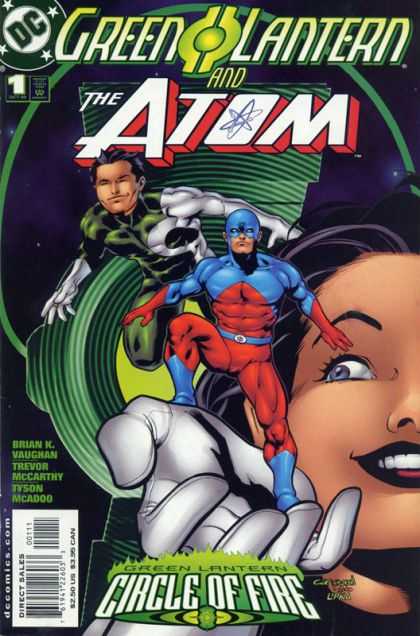 DC
GREEN LANTERN
AND
THE
ATOM
1
BRIAN K.
VAUGHAN
TREVOR
McCARTHY
TYSON
McADOO
dccomics.com
DIRECT SALES
00111
$2.50 US $3.95 CAN
GREEN LANTERN
CIRCLE OF FIRE